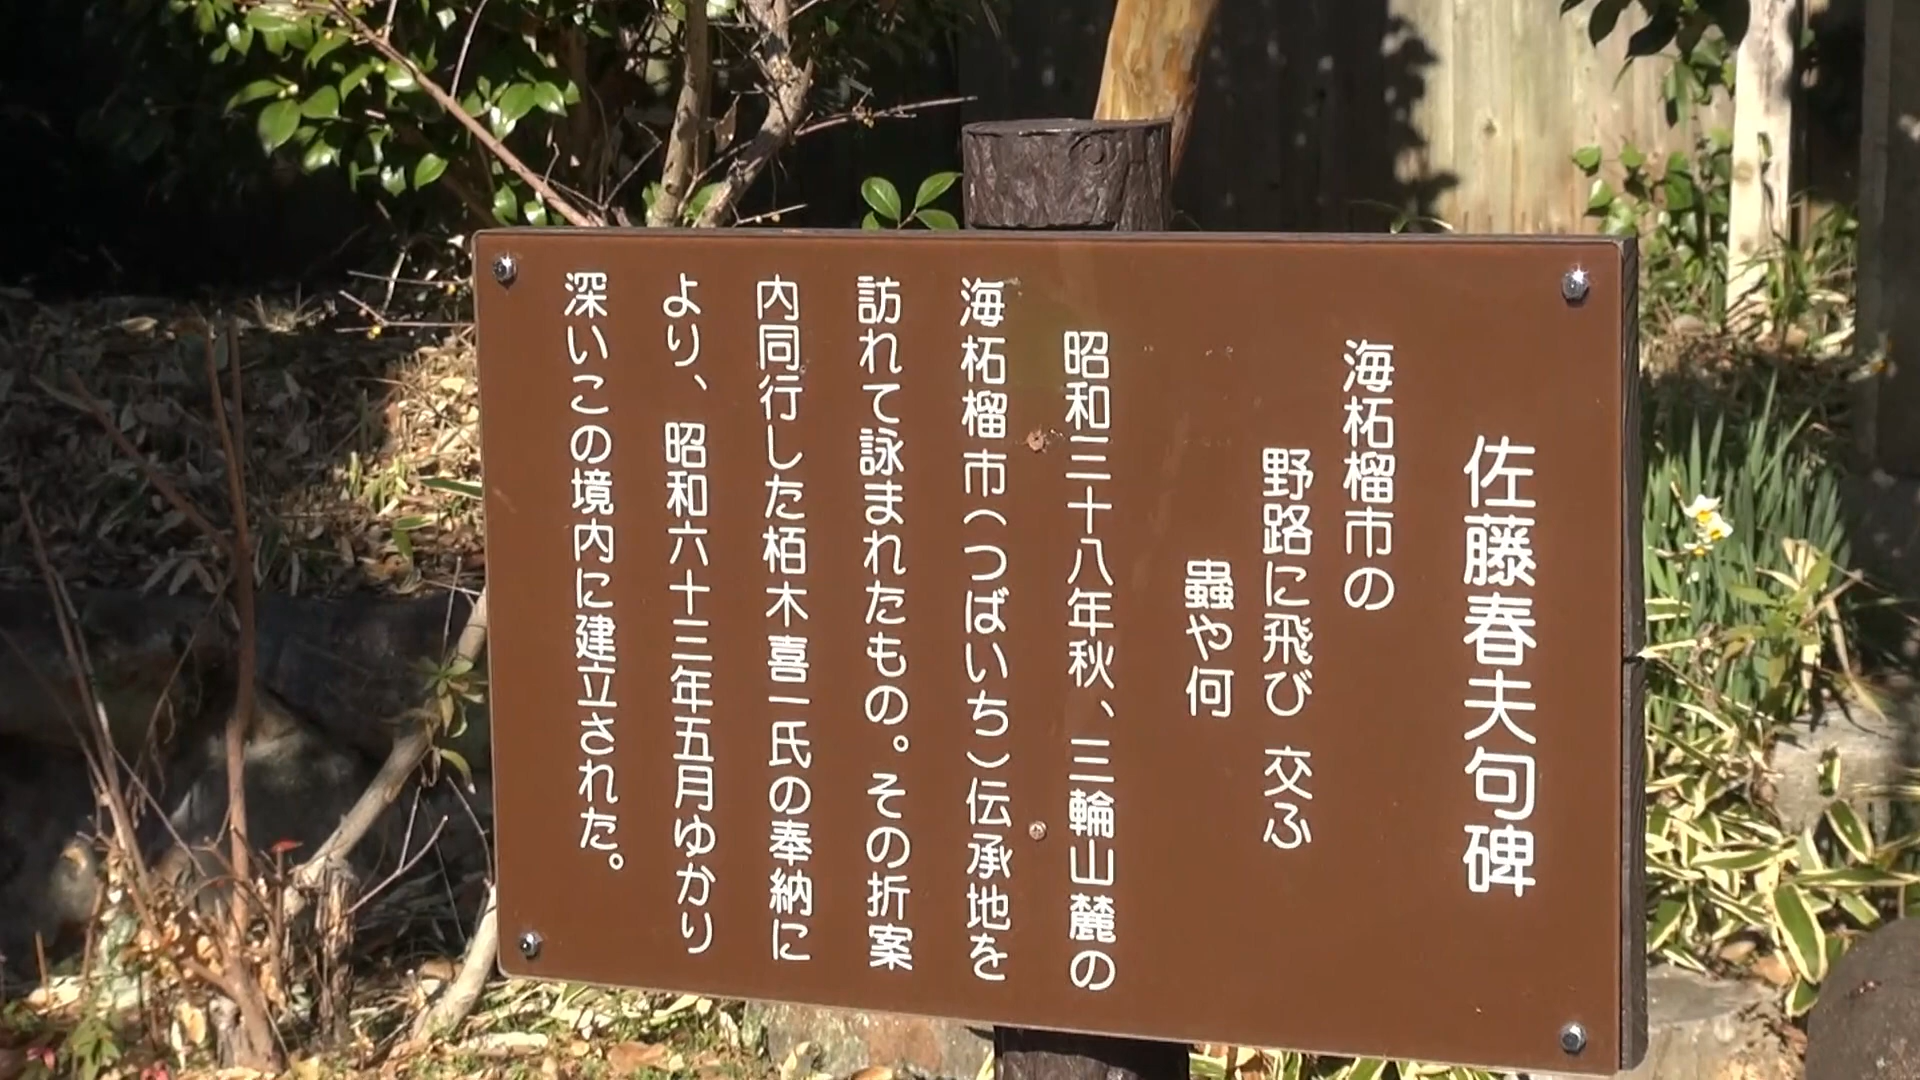 佐藤春夫句碑
海柘榴市の
野路に飛び 交ふ
蟲や何
昭和三十八年秋、三輪山麓の
海柘榴市(つばいち)伝承地を
訪れて詠まれたもの。その折案
内同行した栢木喜一氏の奉納に
より、昭和六十三年五月ゆかり
深いこの境内に建立された。